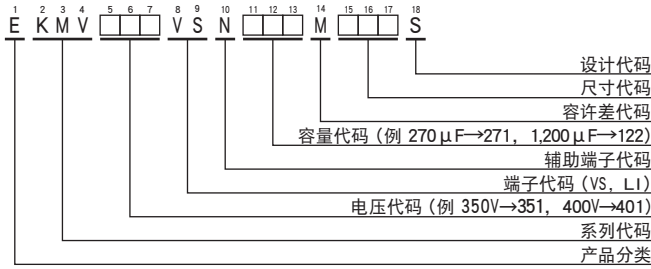 1 2 3 4 5 6 7 8 9 10 11 12 13 14 15 16 17 18
E KMV □□□ VS N □□□ M □□□ S
设计代码
尺寸代码
容许差代码
容量代码 (例 270μF→271, 1,200μF→122)
辅助端子代码
端子代码 (VS, LI)
电压代码 (例 350V→351, 400V→401)
系列代码
产品分类